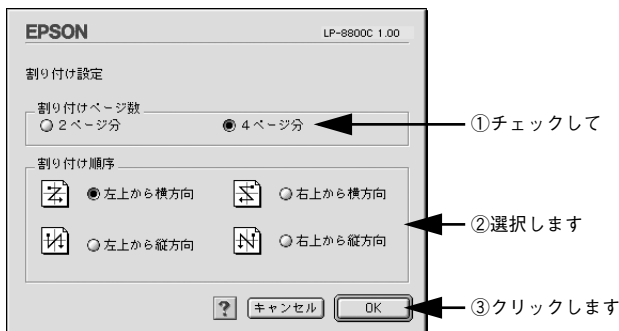 EPSON LP-8800C 1.00
割り付け設定
割り付けページ数
２ページ分 ４ページ分 ①チェックして
割り付け順序
左上から横方向 右上から横方向
②選択します
左上から縦方向 右上から縦方向
? キャンセル OK ③クリックします